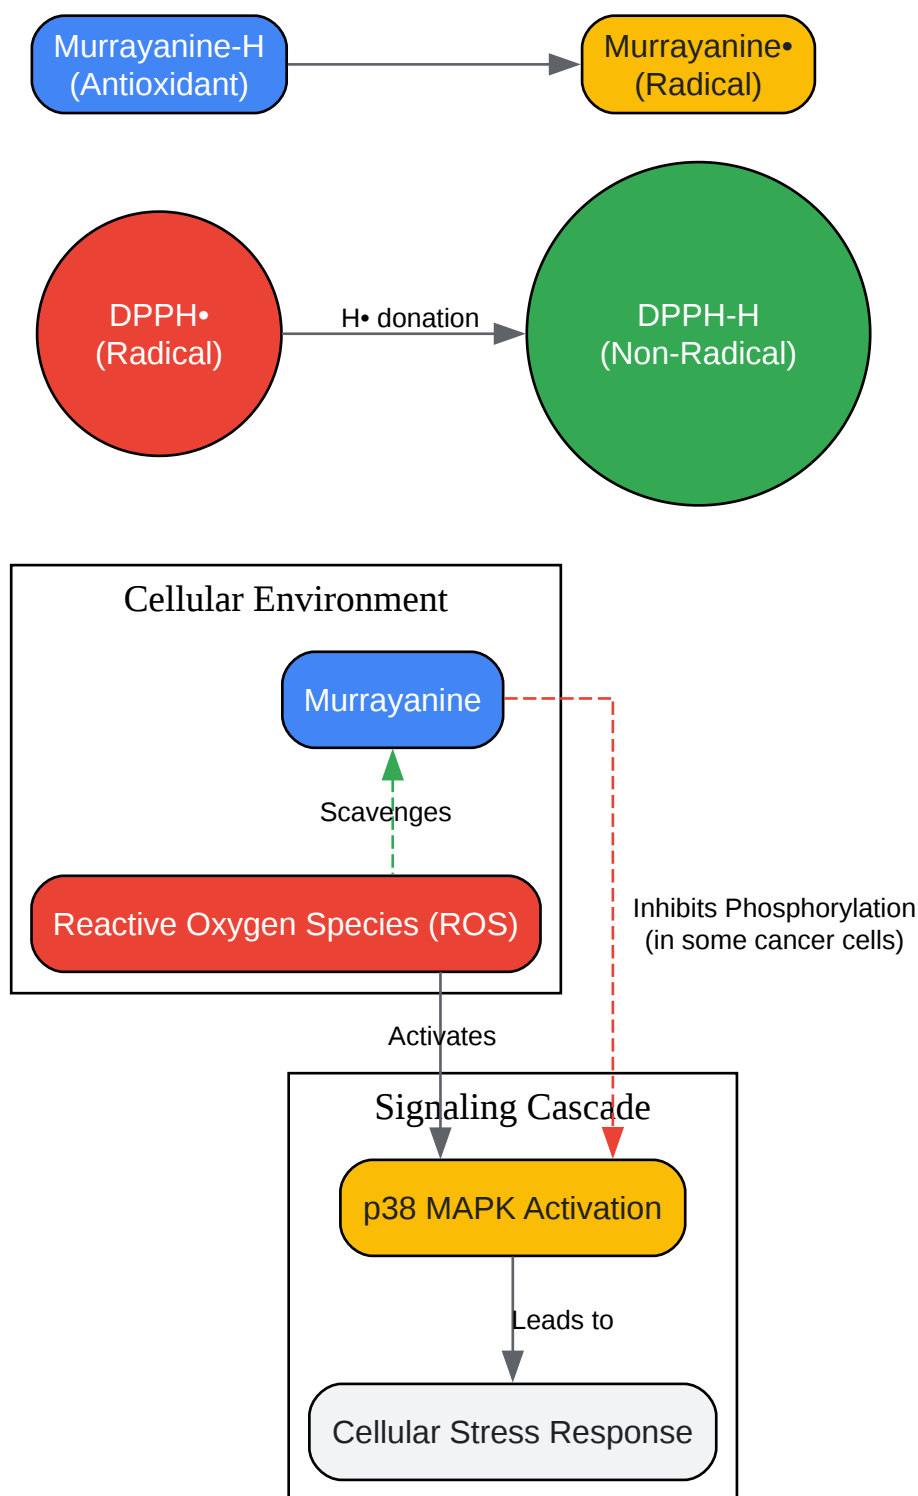 Murrayanine-H
(Antioxidant)
Murrayanine•
(Radical)
DPPH•
(Radical)
H• donation
DPPH-H
(Non-Radical)
Cellular Environment
Murrayanine
Scavenges
Reactive Oxygen Species (ROS)
Inhibits Phosphorylation
(in some cancer cells)
Activates
Signaling Cascade
p38 MAPK Activation
Leads to
Cellular Stress Response